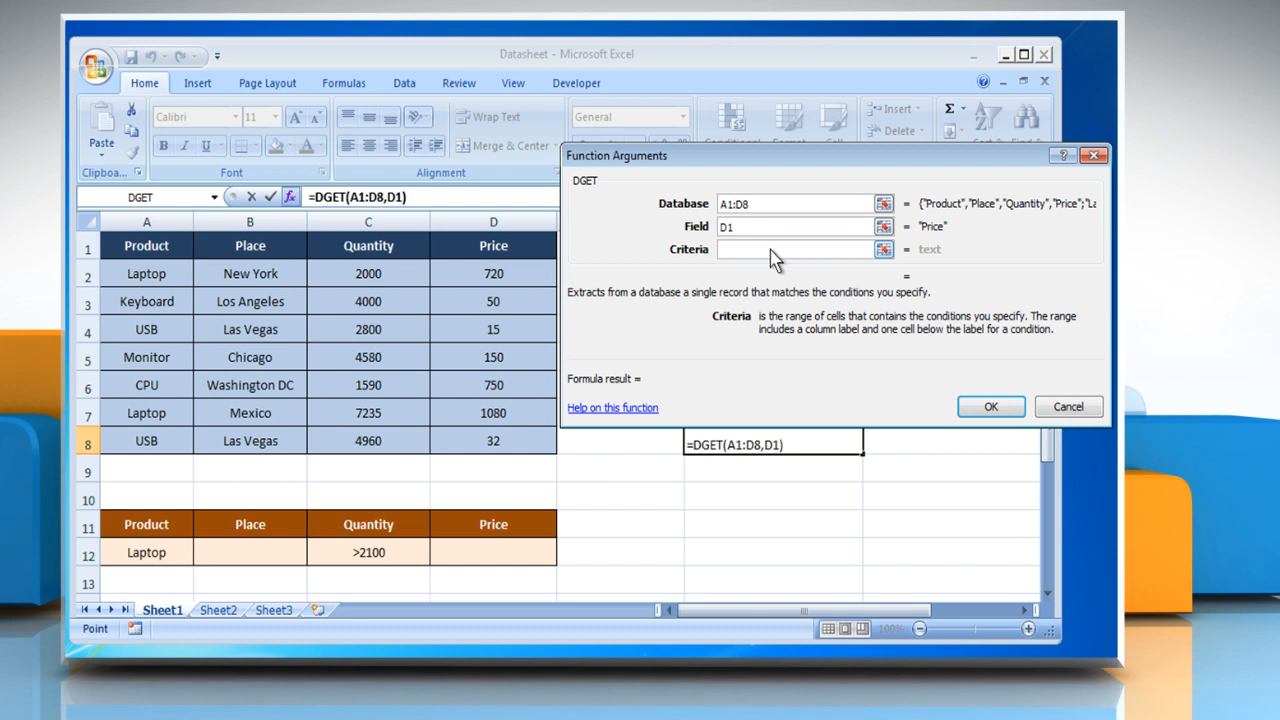 Datasheet - Microsoft Excel
Home Insert Page Layout Formulas Data Review View Developer
Calibri 11 A A Wrap Text General Insert Σ
Paste B I U A Merge & Center Delete
Clipboa... Font Alignment
DGET fx =DGET(A1:D8,D1)
A B C D
1 Product Place Quantity Price
2 Laptop New York 2000 720
3 Keyboard Los Angeles 4000 50
4 USB Las Vegas 2800 15
5 Monitor Chicago 4580 150
6 CPU Washington DC 1590 750
7 Laptop Mexico 7235 1080
8 USB Las Vegas 4960 32 =DGET(A1:D8,D1)
9
10
11 Product Place Quantity Price
12 Laptop >2100
13
Sheet1 Sheet2 Sheet3
Point 100%
Function Arguments
DGET
Database A1:D8 = {"Product","Place","Quantity","Price";"La
Field D1 = "Price"
Criteria = text
=
Extracts from a database a single record that matches the conditions you specify.
Criteria is the range of cells that contains the conditions you specify. The range
includes a column label and one cell below the label for a condition.
Formula result =
Help on this function OK Cancel